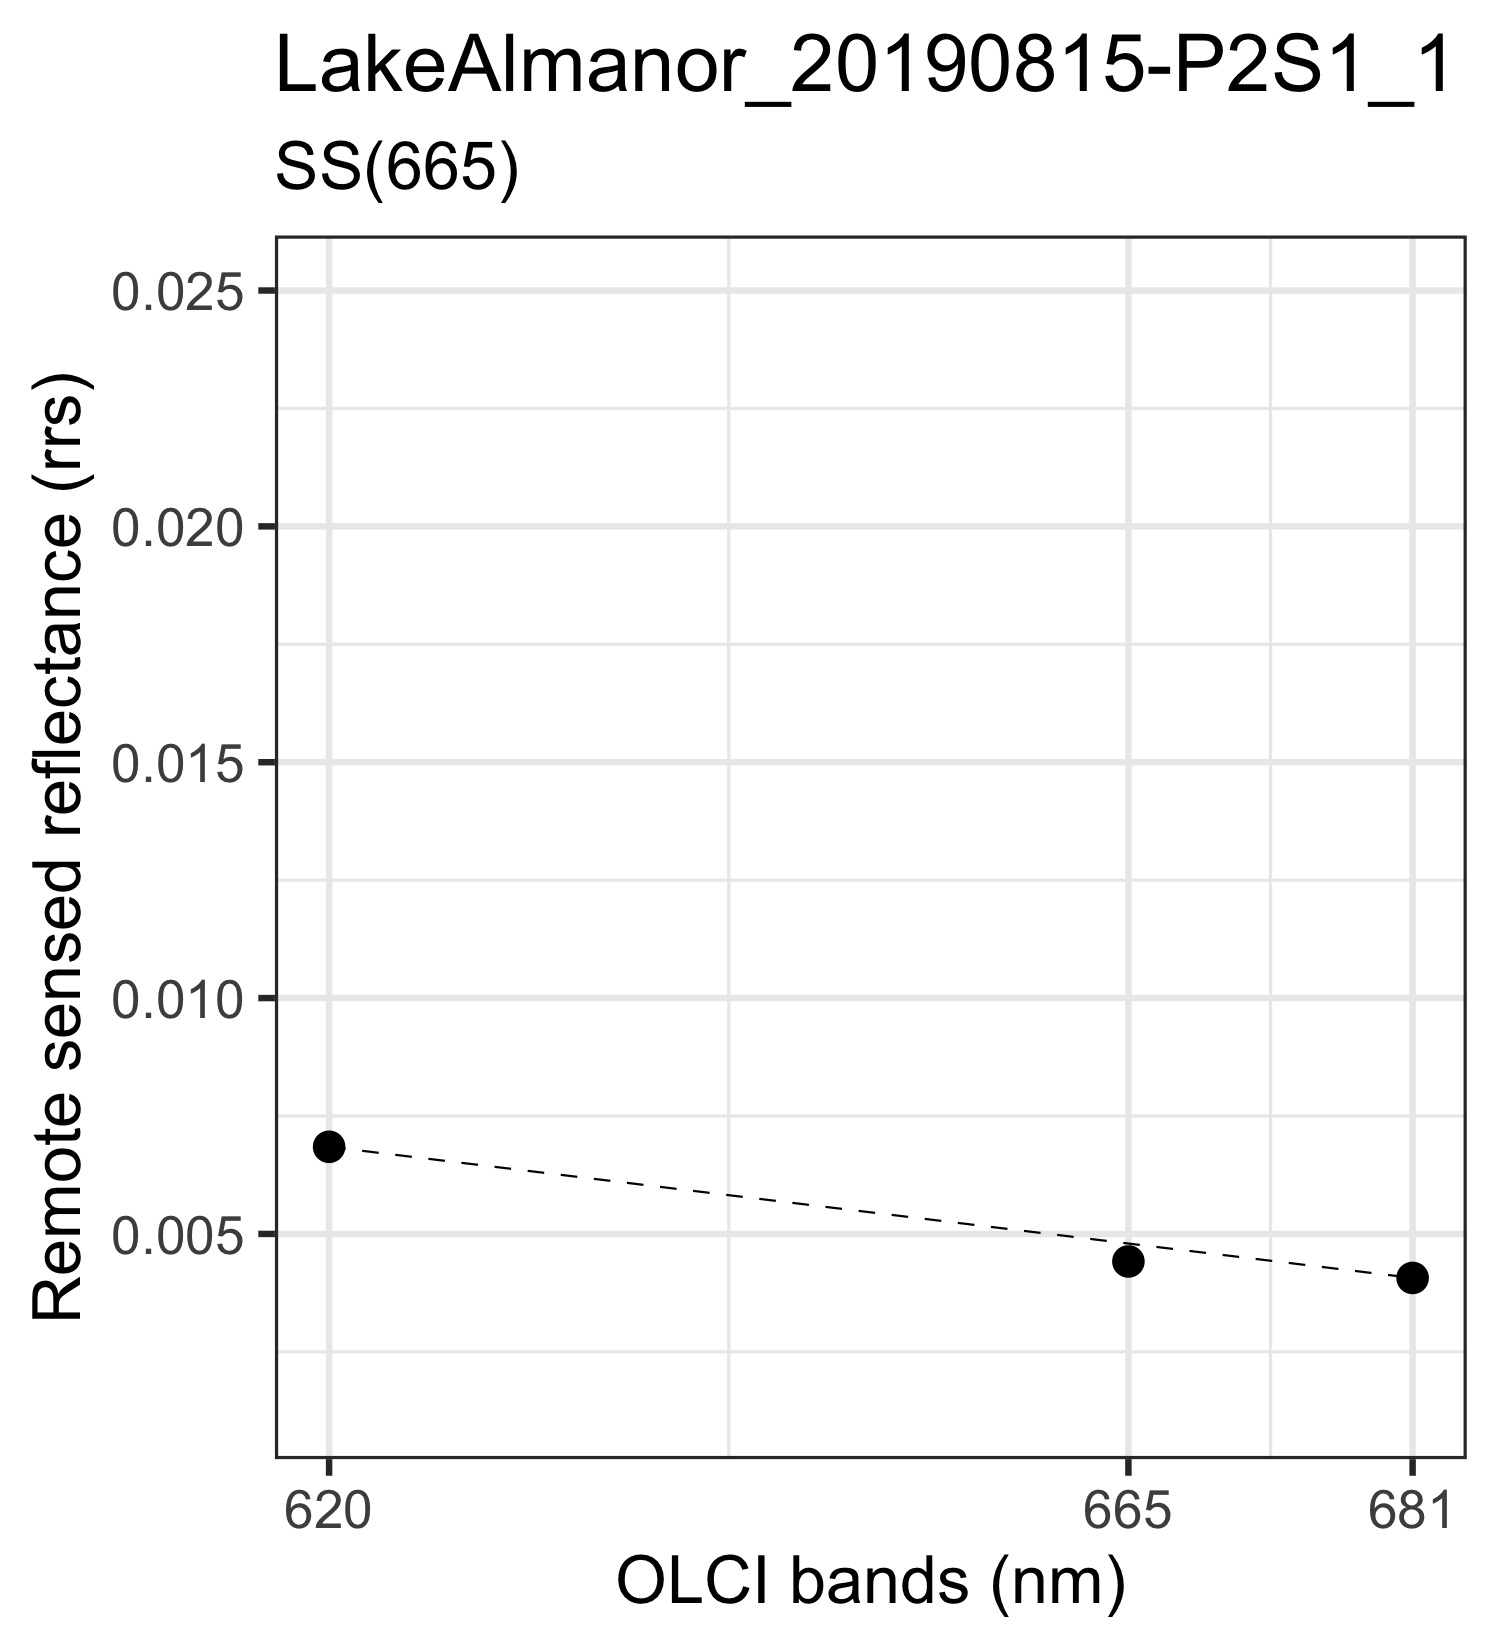 LakeAlmanor_20190815-P2S1_1
SS(665)
Remote sensed reflectance (rrs)
0.025
0.020
0.015
0.010
0.005
620 665 681
OLCI bands (nm)